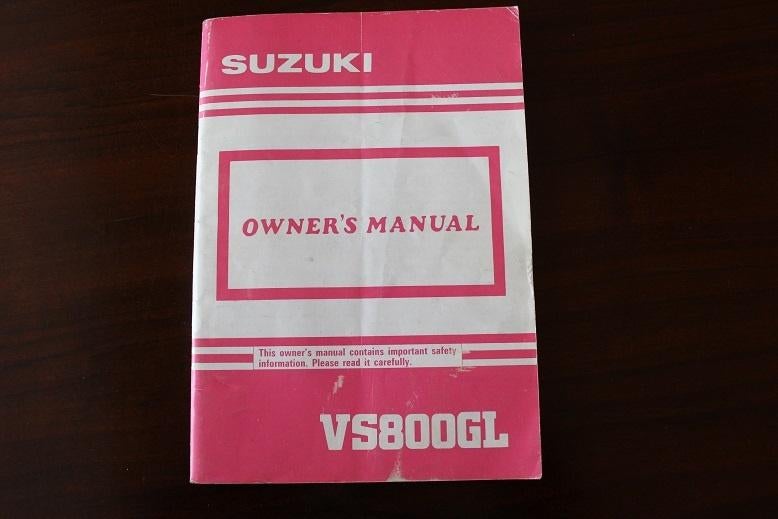 SUZUKI
OWNER'S MANUAL
This owner's manual contains important safety
information. Please read it carefully.
VS800GL